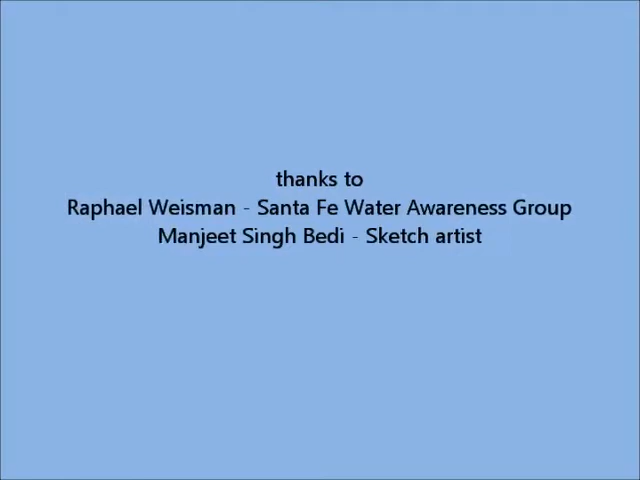 thanks to
Raphael Weisman - Santa Fe Water Awareness Group
Manjeet Singh Bedi - Sketch artist